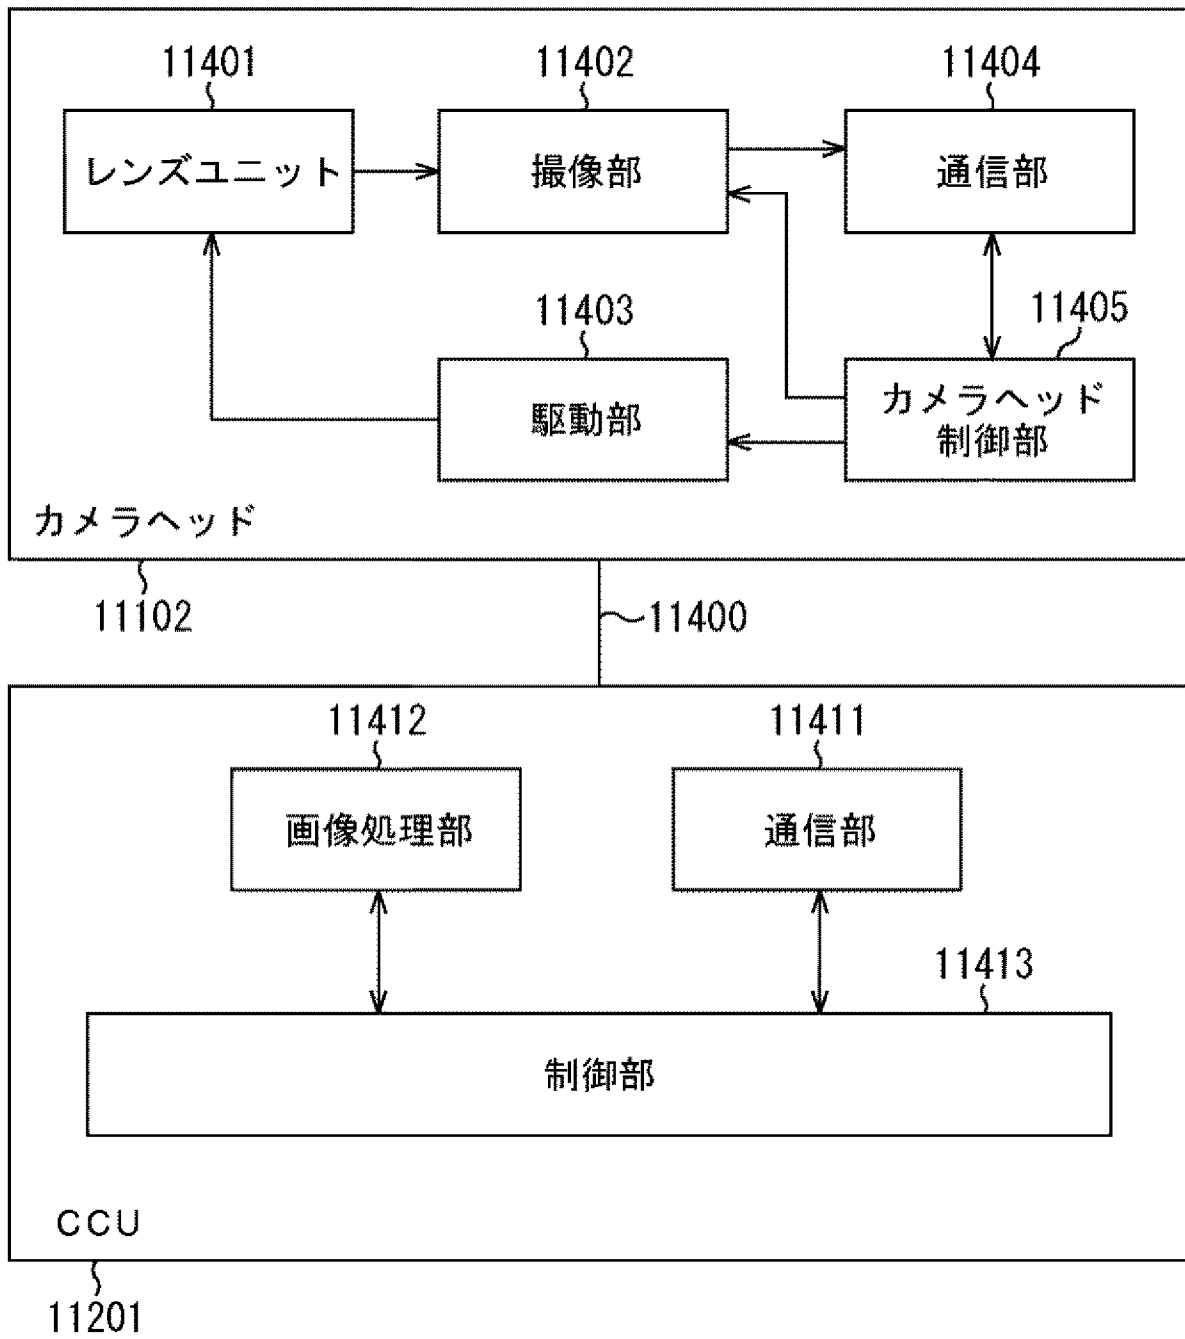 11401
11402
11404
レンズユニット
撮像部
通信部
11403
11405
駆動部
カメラヘッド
制御部
カメラヘッド
11102
11400
11412
11411
画像処理部
通信部
11413
制御部
CCU
11201